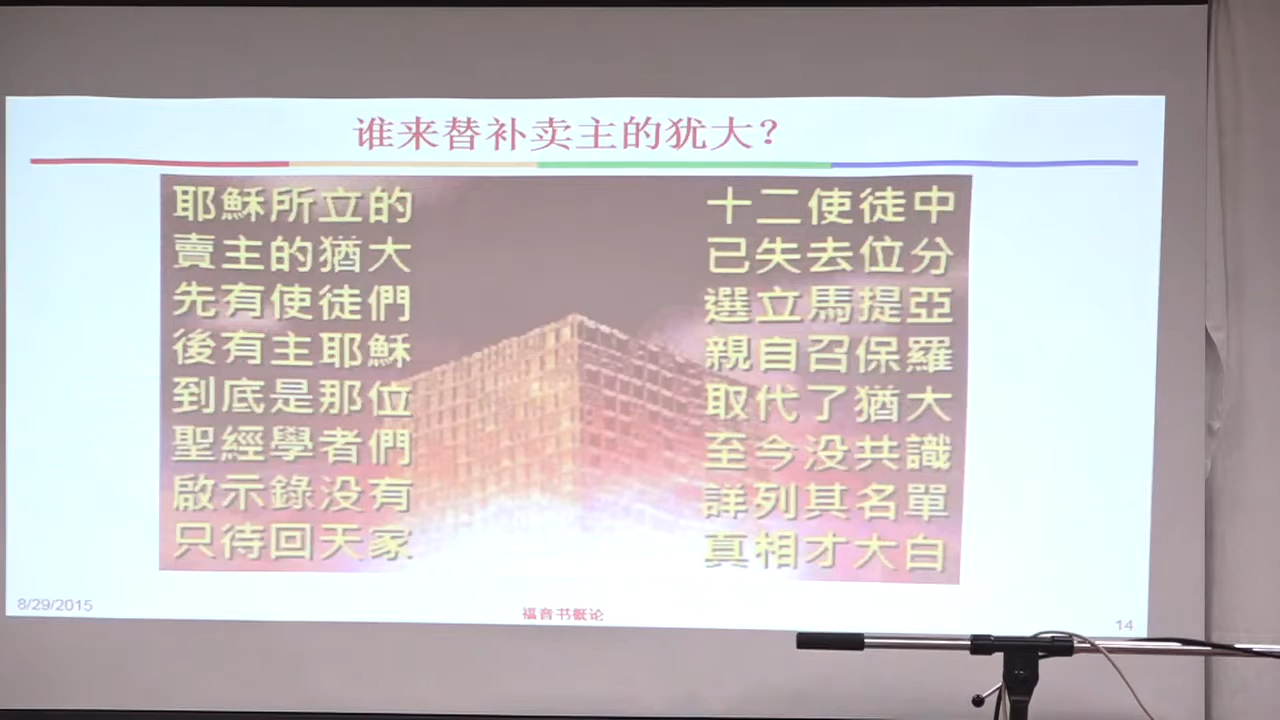 谁来替补卖主的犹大?
耶穌所立的 十二使徒中
賣主的猶大 已失去位分
先有使徒們 選立馬提亞
後有主耶穌 親自召保羅
到底是那位 取代了猶大
聖經學者們 至今没共識
啟示錄没有 詳列其名單
只待回天家 真相才大白
8/29/2015 福音书概论 14